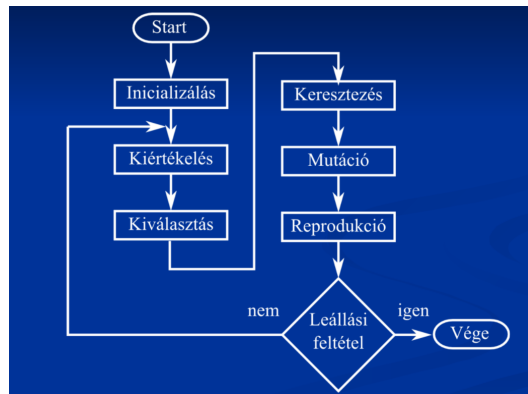 Start
Inicializálás
Kiértékelés
Kiválasztás
Keresztezés
Mutáció
Reprodukció
Leállási
feltétel
nem
igen
Vége